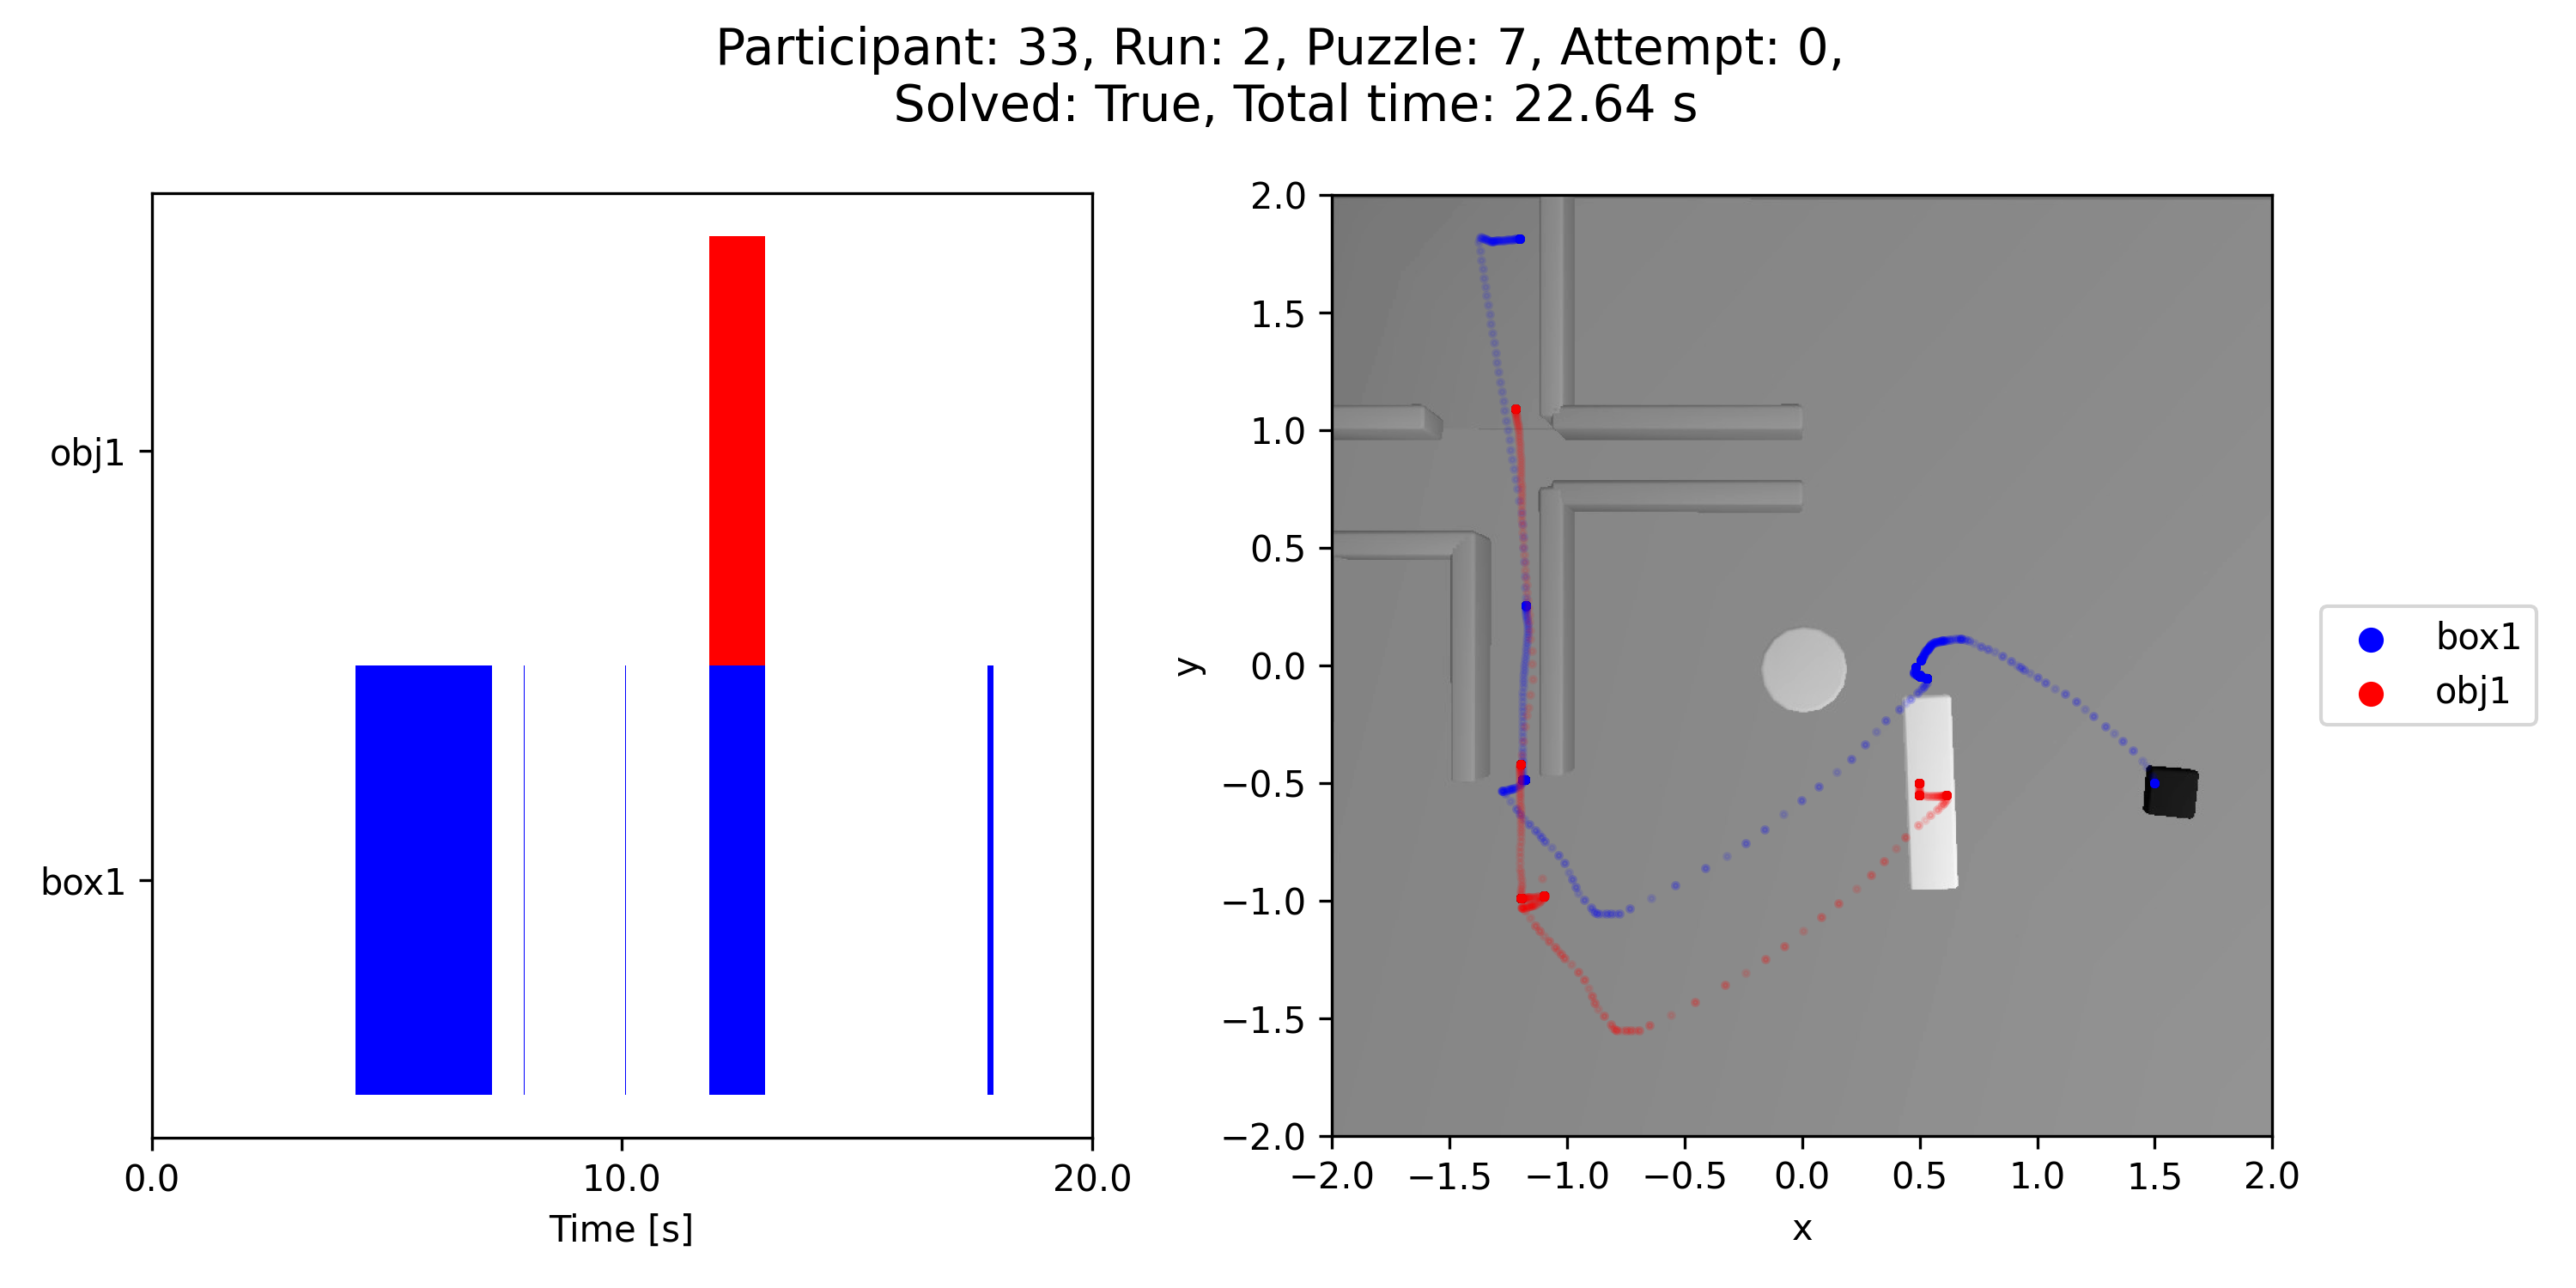 Participant: 33, Run: 2, Puzzle: 7, Attempt: 0,
Solved: True, Total time: 22.64 s
obj1
box1
0.0 10.0 20.0
Time [s]
2.0
1.5
1.0
0.5
0.0
−0.5
−1.0
−1.5
−2.0
y
−2.0 −1.5 −1.0 −0.5 0.0 0.5 1.0 1.5 2.0
x
box1
obj1